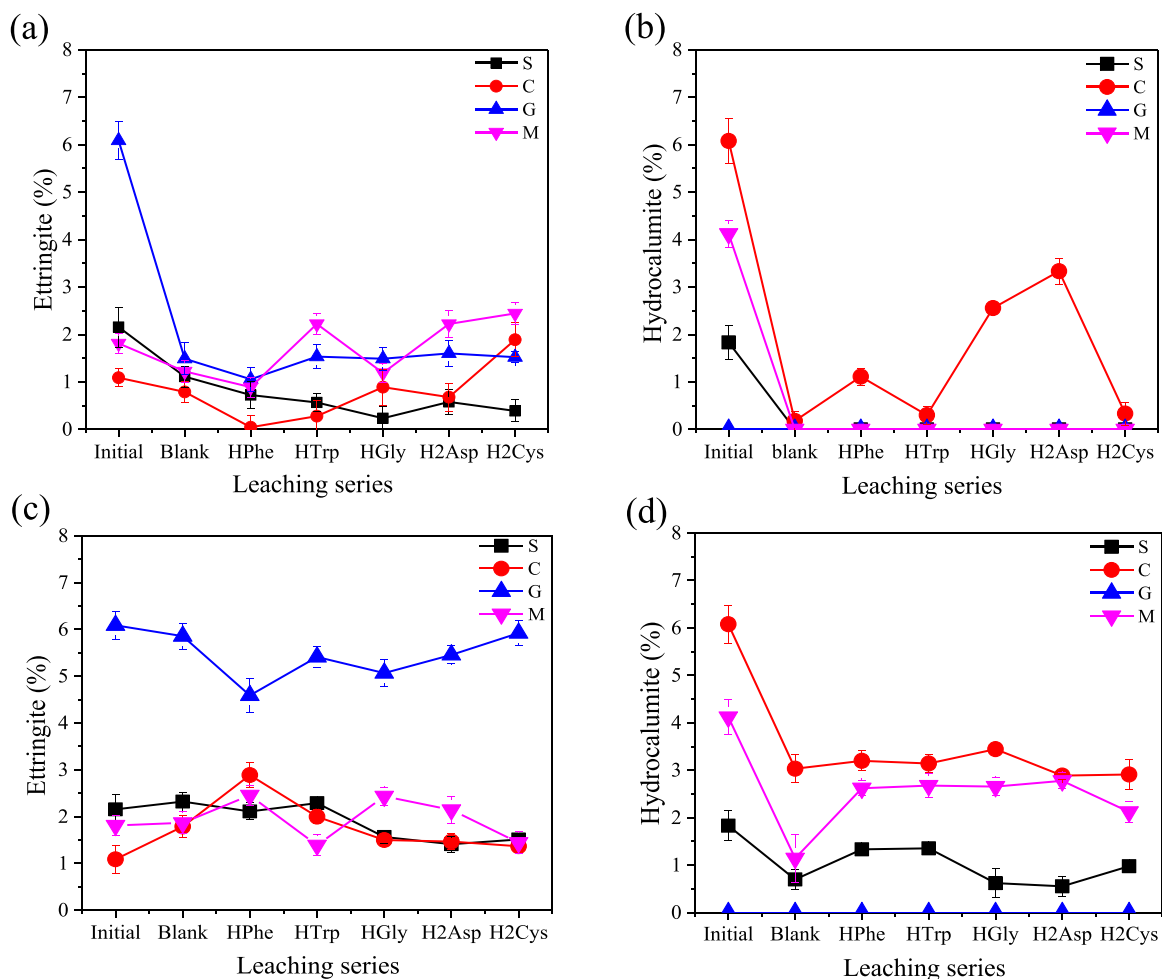 (a)
8
7
6
5
4
3
2
1
0
Ettringite (%)
S
C
G
M
Initial Blank HPhe HTrp HGly H2Asp H2Cys
Leaching series
(b)
8
7
6
5
4
3
2
1
0
Hydrocalumite (%)
S
C
G
M
Initial blank HPhe HTrp HGly H2Asp H2Cys
Leaching series
(c)
8
7
6
5
4
3
2
1
0
Ettringite (%)
S
C
G
M
Initial Blank HPhe HTrp HGly H2Asp H2Cys
Leaching series
(d)
8
7
6
5
4
3
2
1
0
Hydrocalumite (%)
S
C
G
M
Initial Blank HPhe HTrp HGly H2Asp H2Cys
Leaching series